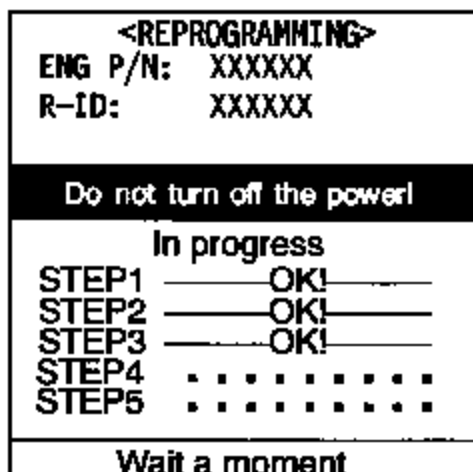 <REPROGRAMMING>
ENG P/N: XXXXXX
R-ID: XXXXXX
Do not turn off the power!
In progress
STEP1 OK!
STEP2 OK!
STEP3 OK!
STEP4 . . . . . . . . .
STEP5 . . . . . . . . .
Wait a moment